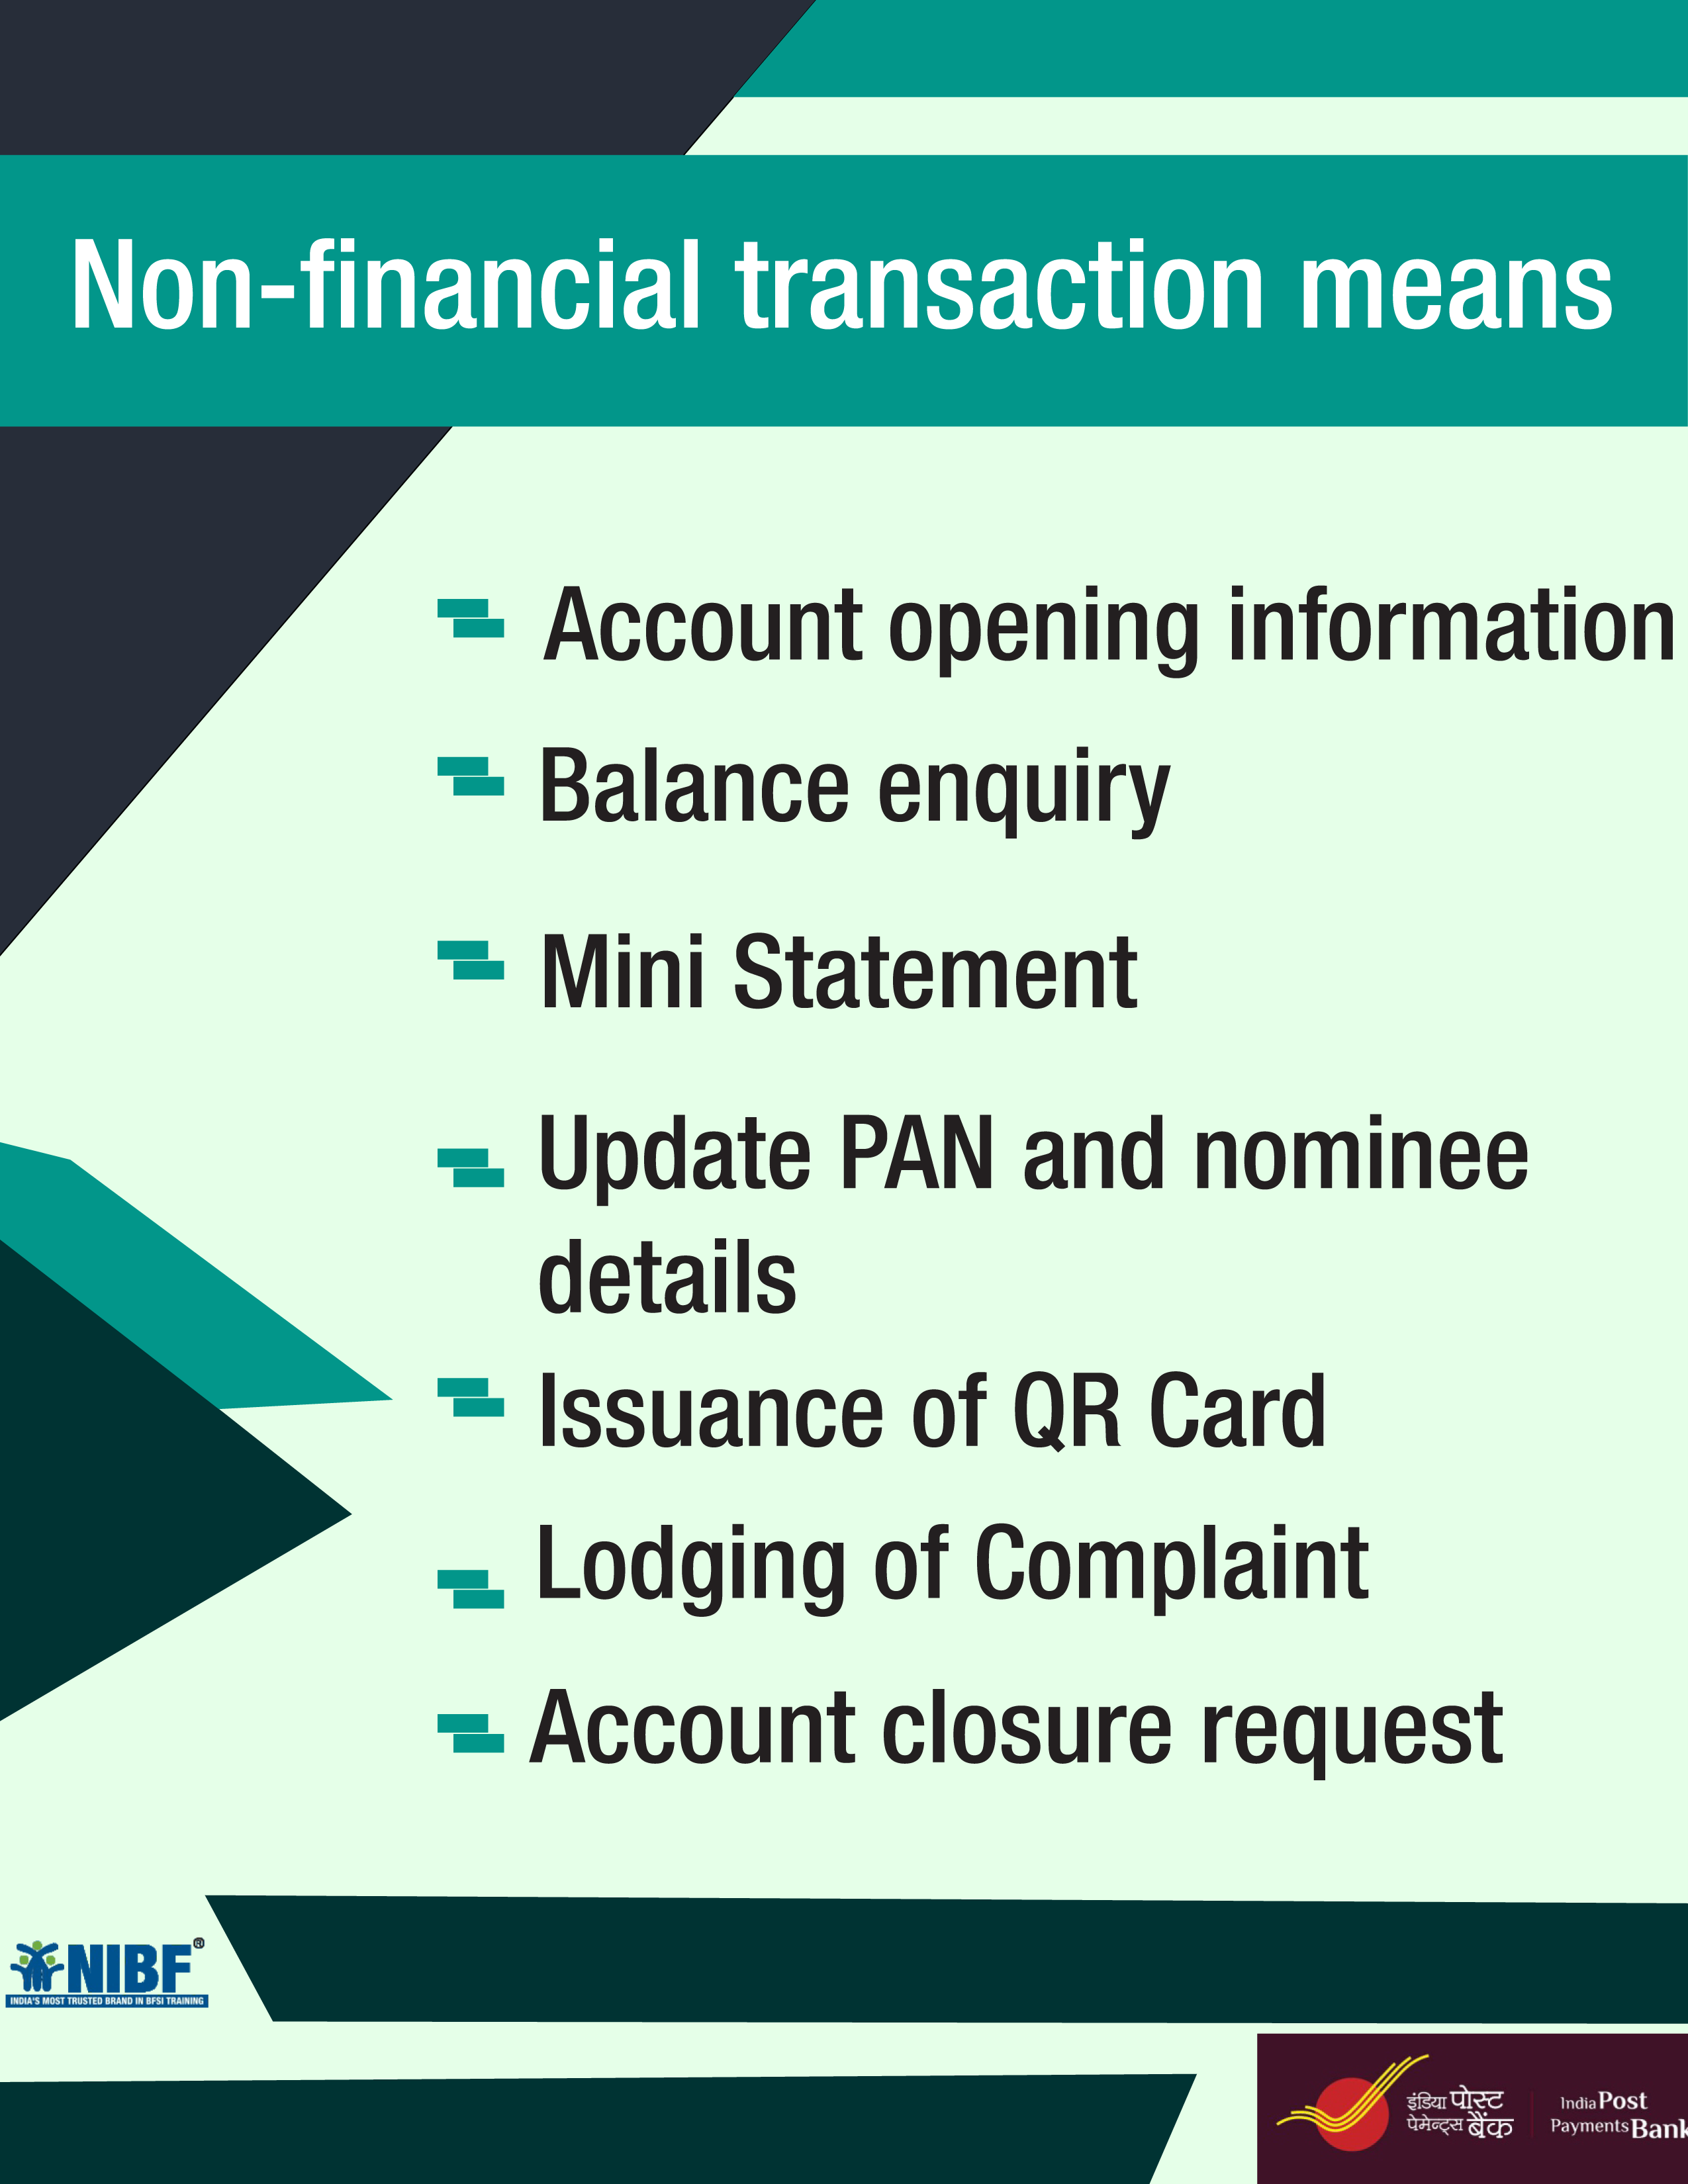 Non-financial transaction means
Account opening information
Balance enquiry
Mini Statement
Update PAN and nominee
details
Issuance of QR Card
Lodging of Complaint
Account closure request
NIBF®
INDIA'S MOST TRUSTED BRAND IN BFSI TRAINING
इंडिया पोस्ट
पेमेन्ट्स बैंक
India Post
Payments Bank